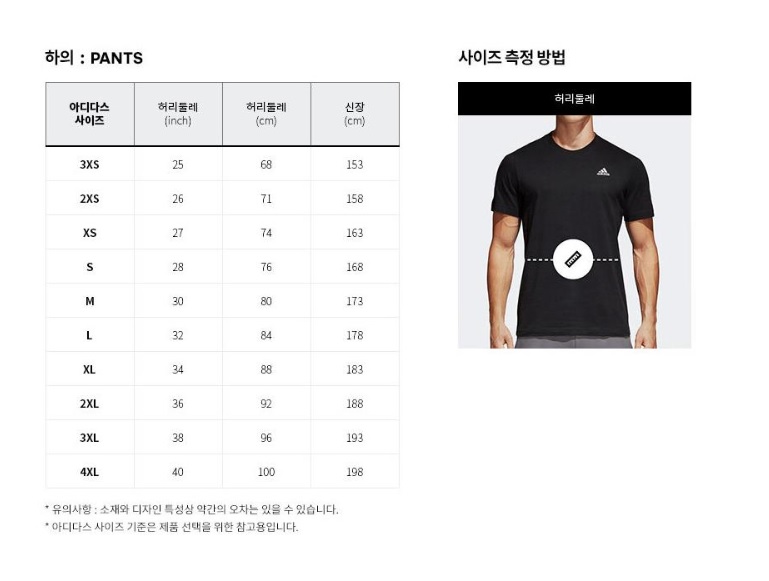 하의 : PANTS
아디다스 사이즈 허리둘레 (inch) 허리둘레 (cm) 신장 (cm)
3XS 25 68 153
2XS 26 71 158
XS 27 74 163
S 28 76 168
M 30 80 173
L 32 84 178
XL 34 88 183
2XL 36 92 188
3XL 38 96 193
4XL 40 100 198
* 유의사항 : 소재와 디자인 특성상 약간의 오차는 있을 수 있습니다.
* 아디다스 사이즈 기준은 제품 선택을 위한 참고용입니다.
사이즈 측정 방법
허리둘레